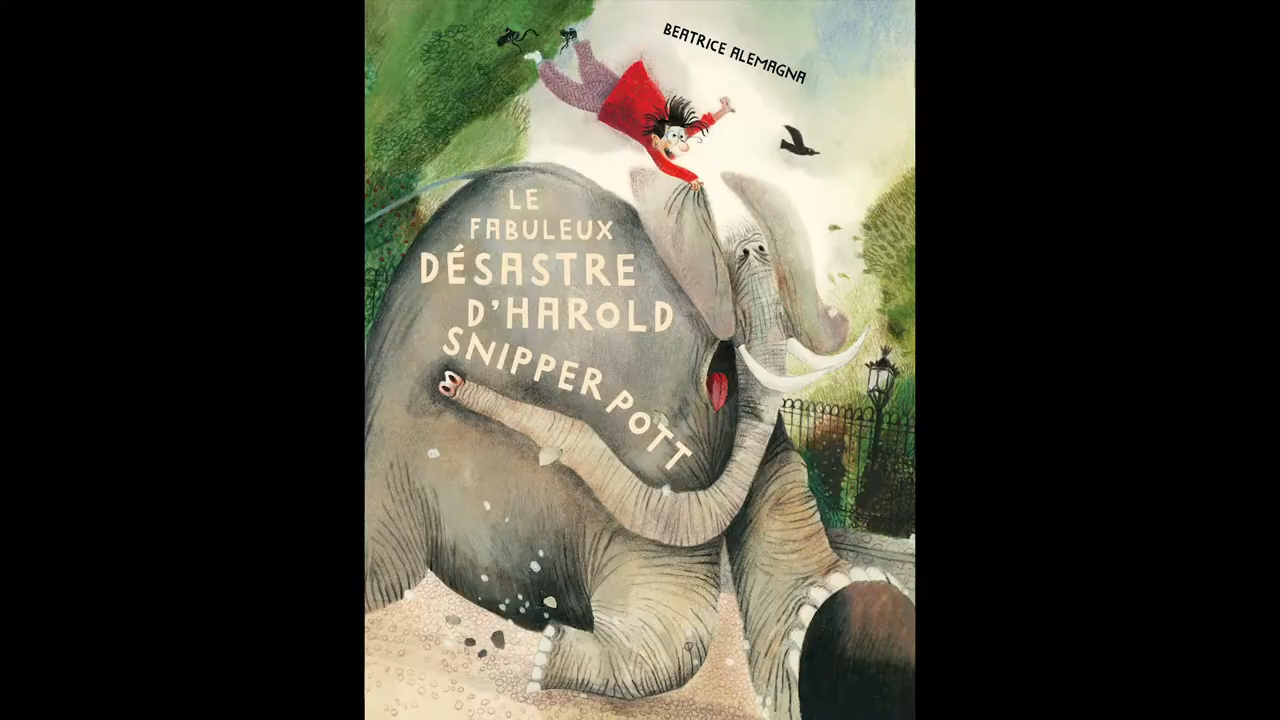 BEATRICE ALEMAGNA
LE
FABULEUX
DÉSASTRE
D'HAROLD
SNIPPER POTT